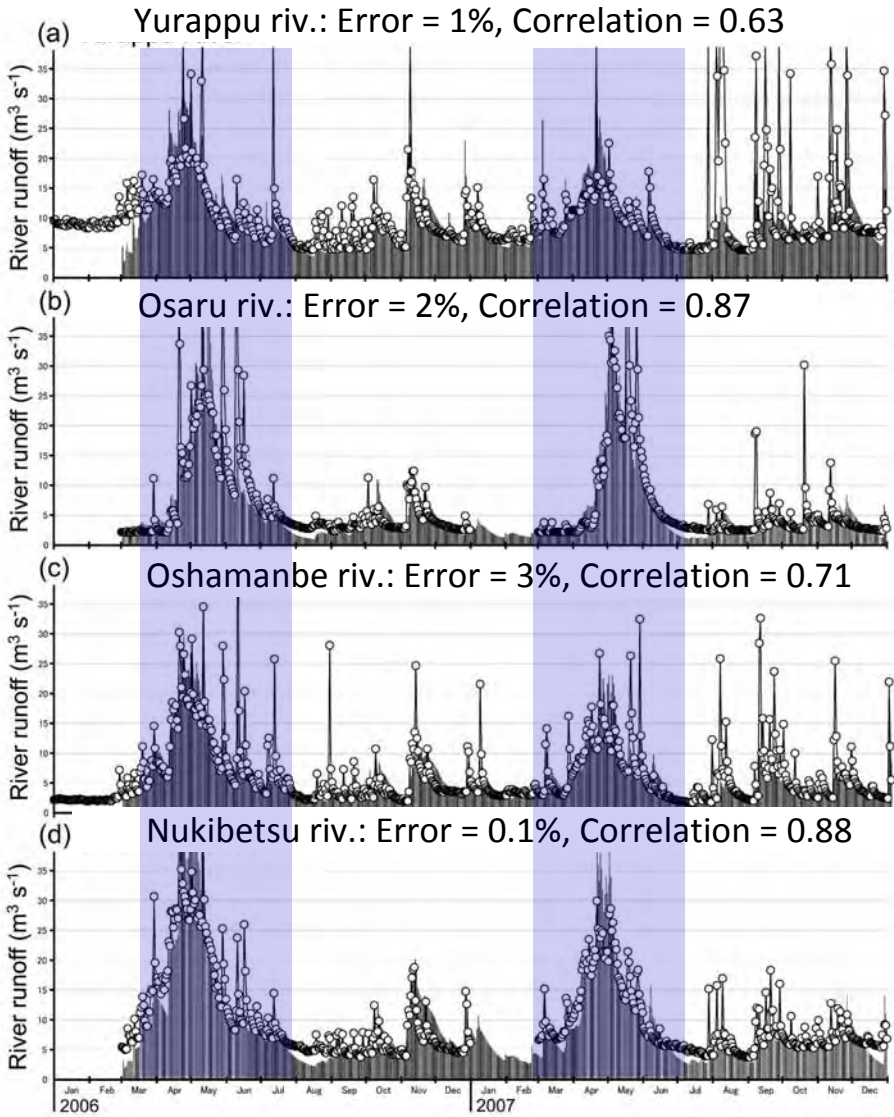 Yurappu riv.: Error = 1%, Correlation = 0.63
(a)
River runoff (m³ s⁻¹)
35
30
25
20
15
10
5
0
(b)
Osaru riv.: Error = 2%, Correlation = 0.87
River runoff (m³ s⁻¹)
35
30
25
20
15
10
5
0
(c)
Oshamanbe riv.: Error = 3%, Correlation = 0.71
River runoff (m³ s⁻¹)
35
30
25
20
15
10
5
0
(d)
Nukibetsu riv.: Error = 0.1%, Correlation = 0.88
River runoff (m³ s⁻¹)
35
30
25
20
15
10
5
0
Jan Feb Mar Apr May Jun Jul Aug Sep Oct Nov Dec Jan Feb Mar Apr May Jun Jul Aug Sep Oct Nov Dec
2006 2007